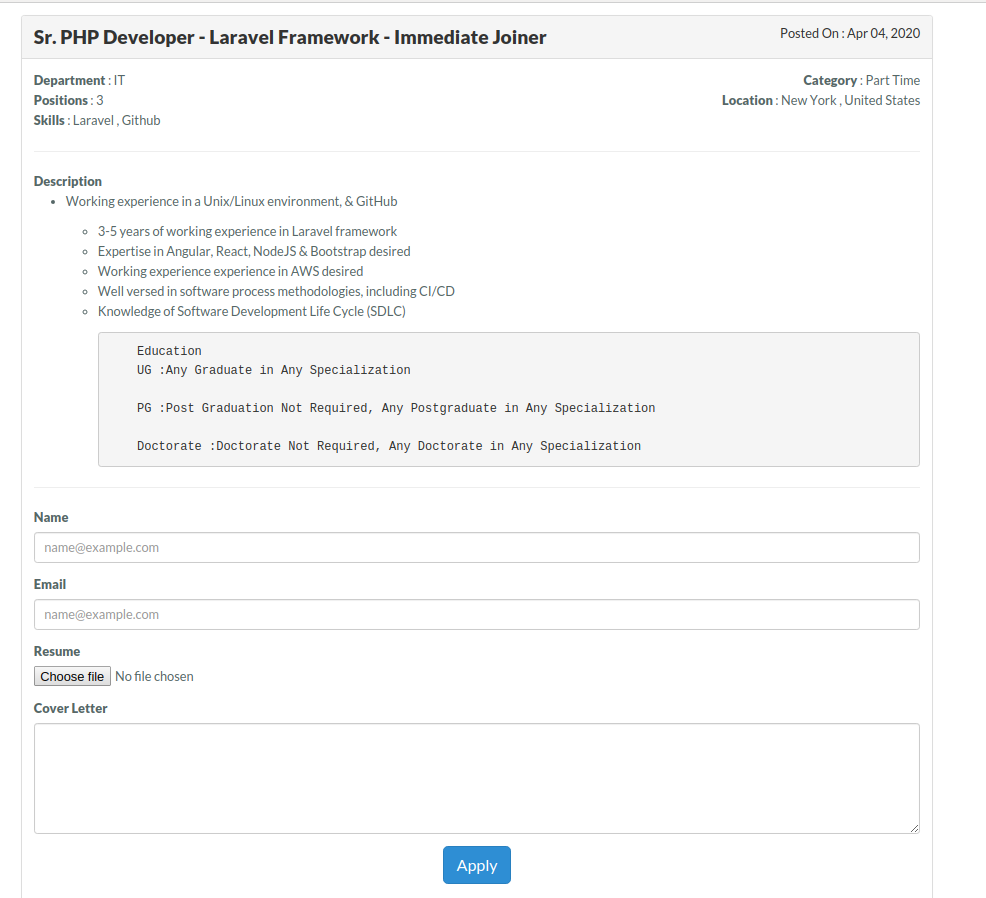 Sr. PHP Developer - Laravel Framework - Immediate Joiner
Posted On : Apr 04, 2020
Department : IT
Category : Part Time
Positions : 3
Location : New York , United States
Skills : Laravel , Github
Description
Working experience in a Unix/Linux environment, & GitHub
3-5 years of working experience in Laravel framework
Expertise in Angular, React, NodeJS & Bootstrap desired
Working experience experience in AWS desired
Well versed in software process methodologies, including CI/CD
Knowledge of Software Development Life Cycle (SDLC)
Education
UG :Any Graduate in Any Specialization
PG :Post Graduation Not Required, Any Postgraduate in Any Specialization
Doctorate :Doctorate Not Required, Any Doctorate in Any Specialization
Name
name@example.com
Email
name@example.com
Resume
Choose file No file chosen
Cover Letter
Apply